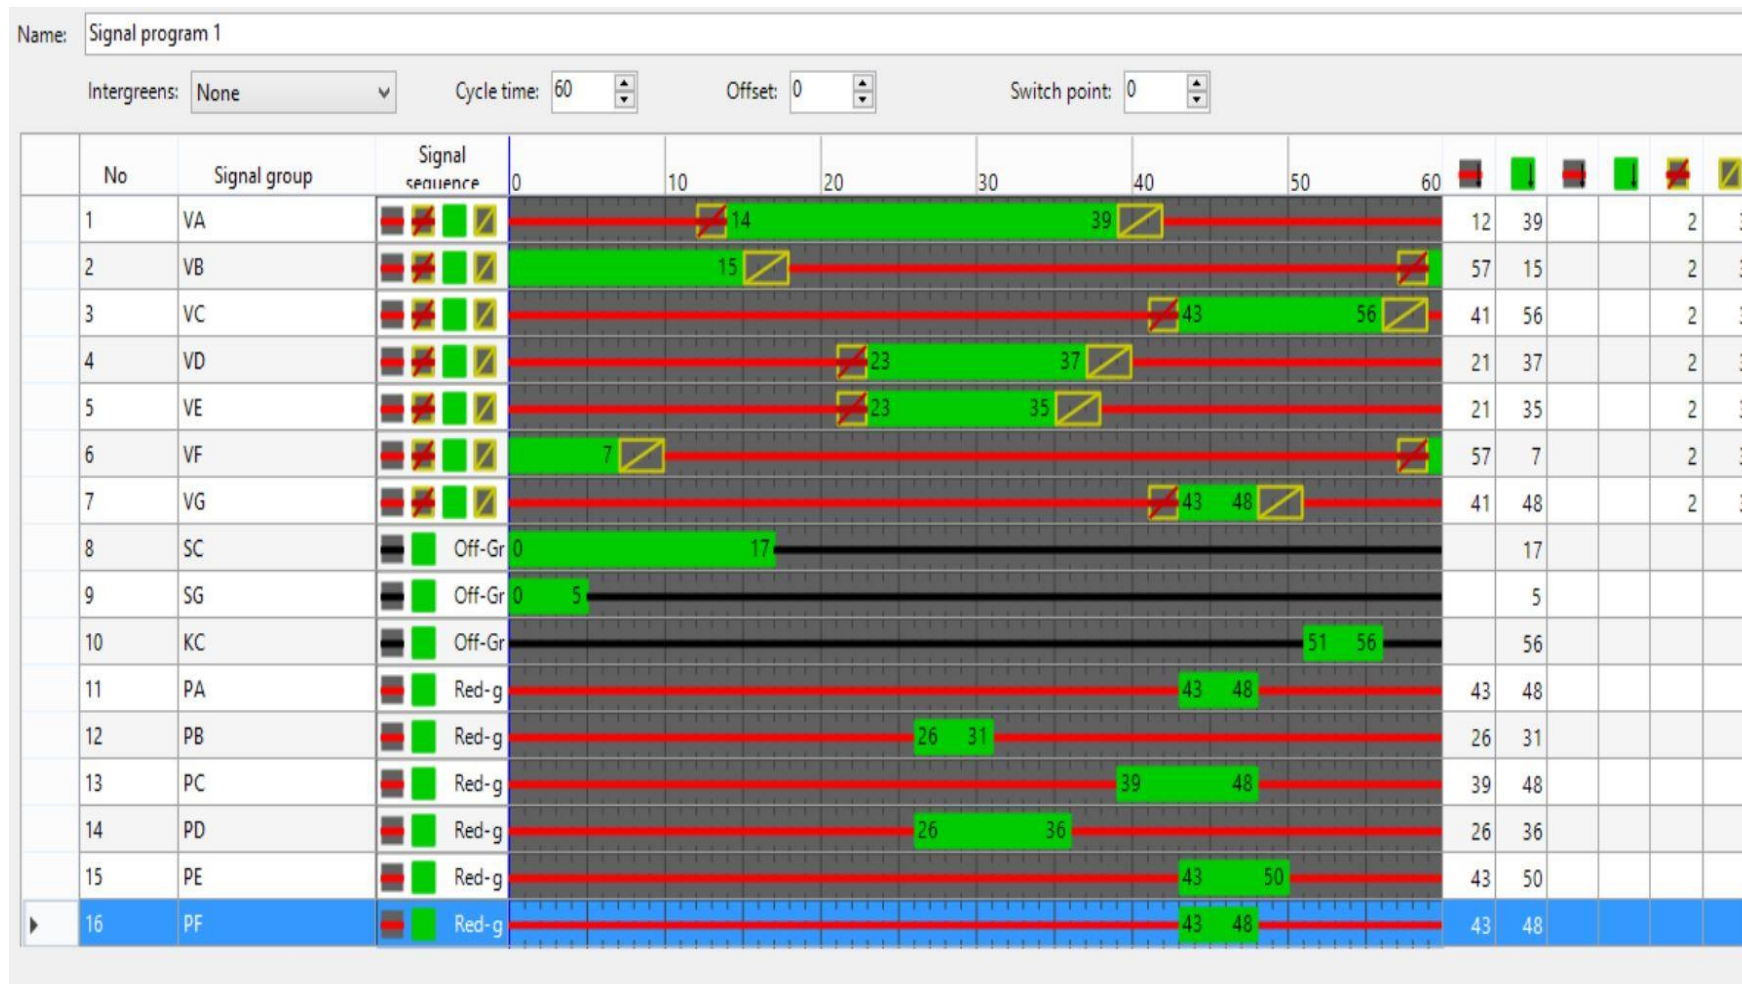 Name: Signal program 1
Intergreens: None Cycle time: 60 Offset: 0 Switch point: 0
No Signal group Signal sequence 0 10 20 30 40 50 60
1 VA 14 39 12 39 2
2 VB 15 57 15 2
3 VC 43 56 41 56 2
4 VD 23 37 21 37 2
5 VE 23 35 21 35 2
6 VF 7 57 7 2
7 VG 43 48 41 48 2
8 SC Off-Gr 0 17 17
9 SG Off-Gr 0 5 5
10 KC Off-Gr 51 56 56
11 PA Red-g 43 48 43 48
12 PB Red-g 26 31 26 31
13 PC Red-g 39 48 39 48
14 PD Red-g 26 36 26 36
15 PE Red-g 43 50 43 50
16 PF Red-g 43 48 43 48